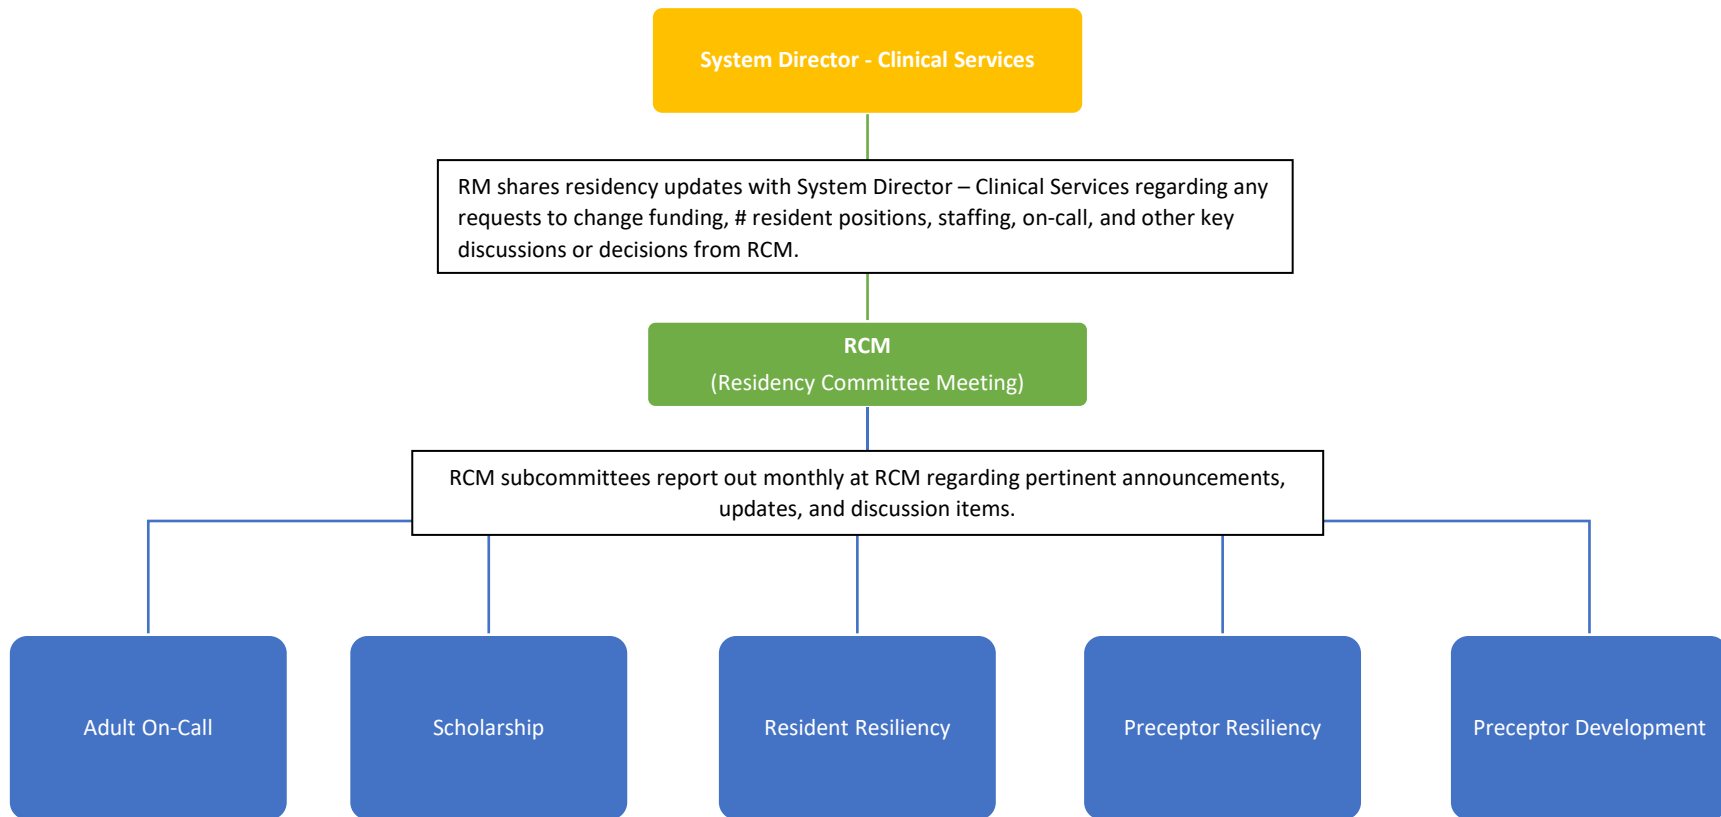 System Director - Clinical Services
RM shares residency updates with System Director – Clinical Services regarding any
requests to change funding, # resident positions, staffing, on-call, and other key
discussions or decisions from RCM.
RCM
(Residency Committee Meeting)
RCM subcommittees report out monthly at RCM regarding pertinent announcements,
updates, and discussion items.
Adult On-Call
Scholarship
Resident Resiliency
Preceptor Resiliency
Preceptor Development